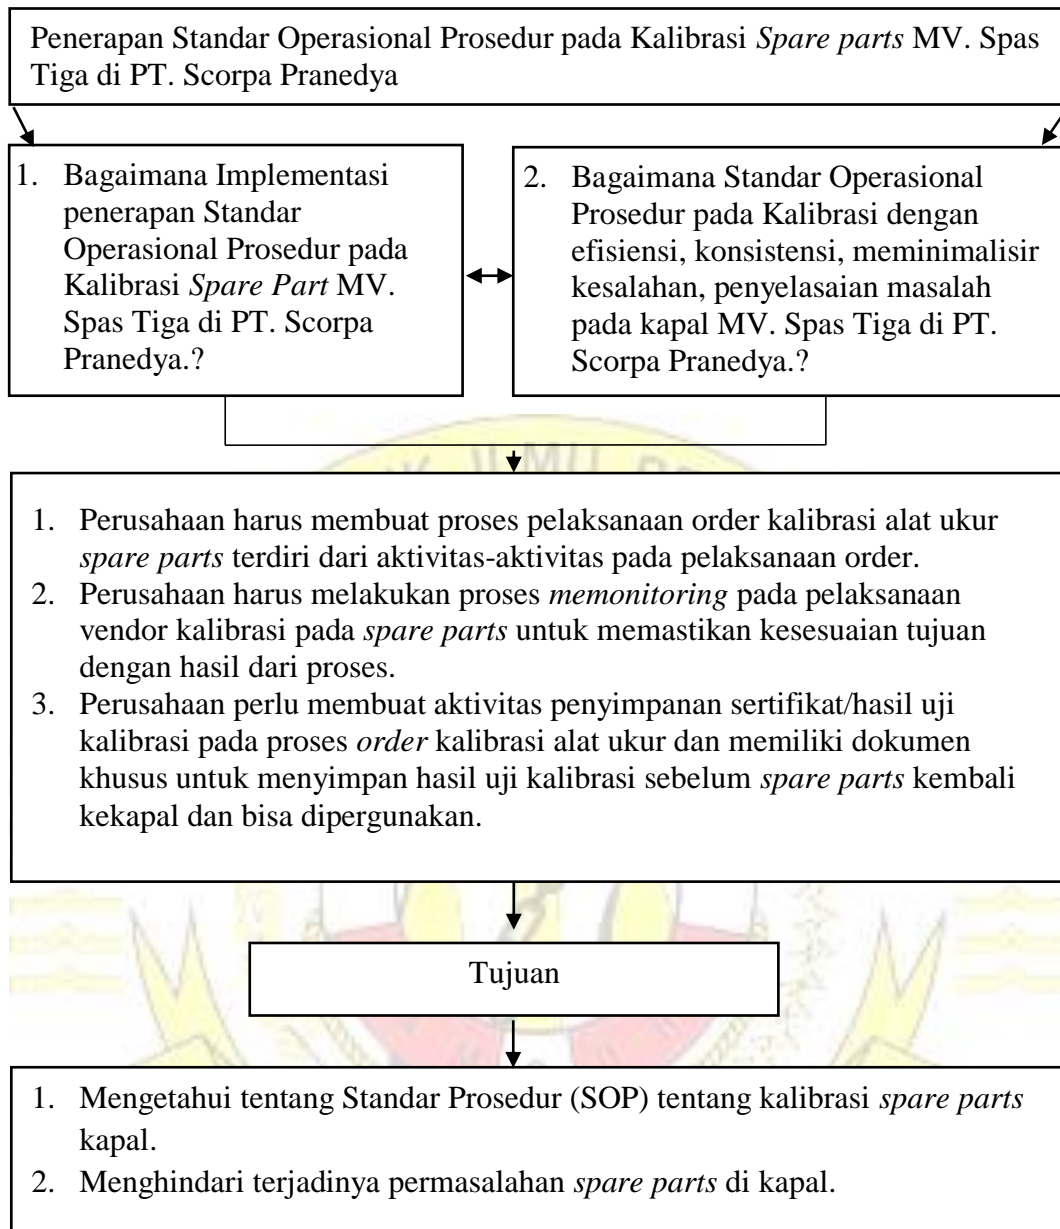 Penerapan Standar Operasional Prosedur pada Kalibrasi Spare parts MV. Spas
Tiga di PT. Scorpa Pranedya
1. Bagaimana Implementasi
penerapan Standar
Operasional Prosedur pada
Kalibrasi Spare Part MV.
Spas Tiga di PT. Scorpa
Pranedya.?
2. Bagaimana Standar Operasional
Prosedur pada Kalibrasi dengan
efisiensi, konsistensi, meminimalisir
kesalahan, penyelasaian masalah
pada kapal MV. Spas Tiga di PT.
Scorpa Pranedya.?
1. Perusahaan harus membuat proses pelaksanaan order kalibrasi alat ukur
spare parts terdiri dari aktivitas-aktivitas pada pelaksanaan order.
2. Perusahaan harus melakukan proses memonitoring pada pelaksanaan
vendor kalibrasi pada spare parts untuk memastikan kesesuaian tujuan
dengan hasil dari proses.
3. Perusahaan perlu membuat aktivitas penyimpanan sertifikat/hasil uji
kalibrasi pada proses order kalibrasi alat ukur dan memiliki dokumen
khusus untuk menyimpan hasil uji kalibrasi sebelum spare parts kembali
kekapal dan bisa dipergunakan.
Tujuan
1. Mengetahui tentang Standar Prosedur (SOP) tentang kalibrasi spare parts
kapal.
2. Menghindari terjadinya permasalahan spare parts di kapal.